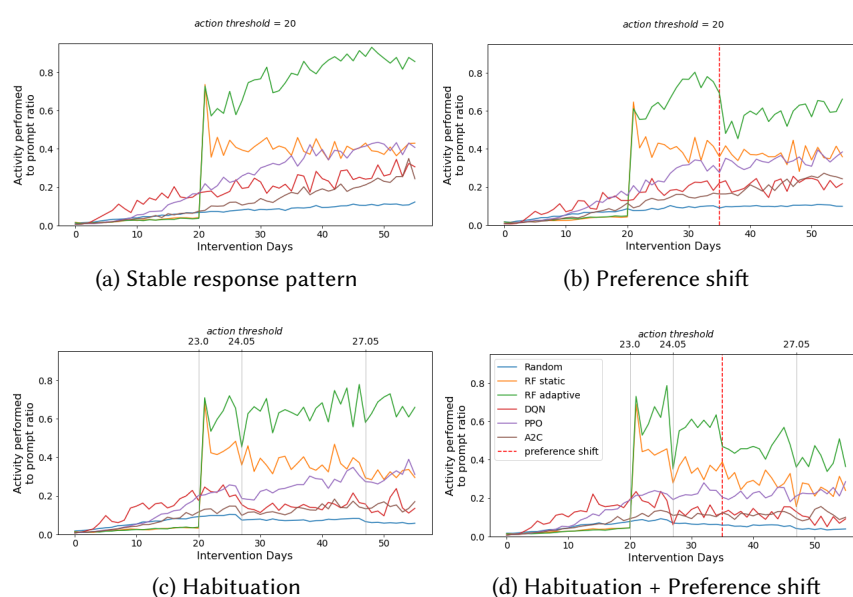 action threshold = 20
Activity performed
to prompt ratio
0.8
0.6
0.4
0.2
0.0
0 10 20 30 40 50
Intervention Days
(a) Stable response pattern
action threshold = 20
Activity performed
to prompt ratio
0.8
0.6
0.4
0.2
0.0
0 10 20 30 40 50
Intervention Days
(b) Preference shift
action threshold
23.0 24.05 27.05
Activity performed
to prompt ratio
0.8
0.6
0.4
0.2
0.0
0 10 20 30 40 50
Intervention Days
(c) Habituation
action threshold
23.0 24.05 27.05
Activity performed
to prompt ratio
0.8
0.6
0.4
0.2
0.0
Random
RF static
RF adaptive
DQN
PPO
A2C
preference shift
0 10 20 30 40 50
Intervention Days
(d) Habituation + Preference shift